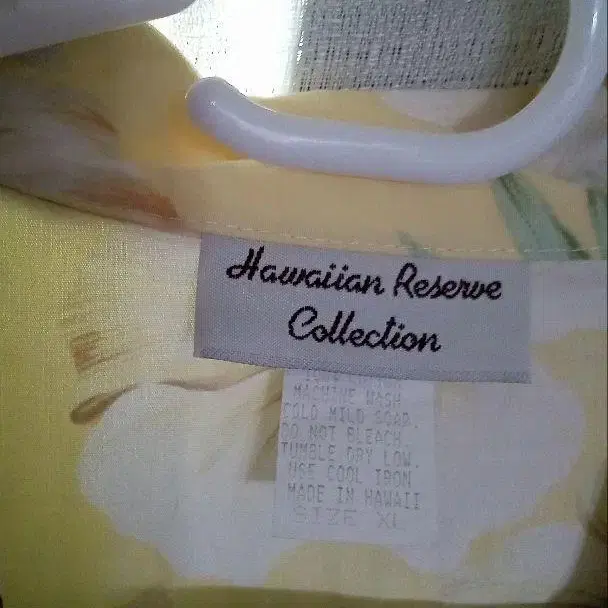 Hawaiian Reserve
Collection
MACHINE WASH
COLD MILD SOAP.
DO NOT BLEACH.
TUMBLE DRY LOW.
USE COOL IRON
MADE IN HAWAII
SIZE XL